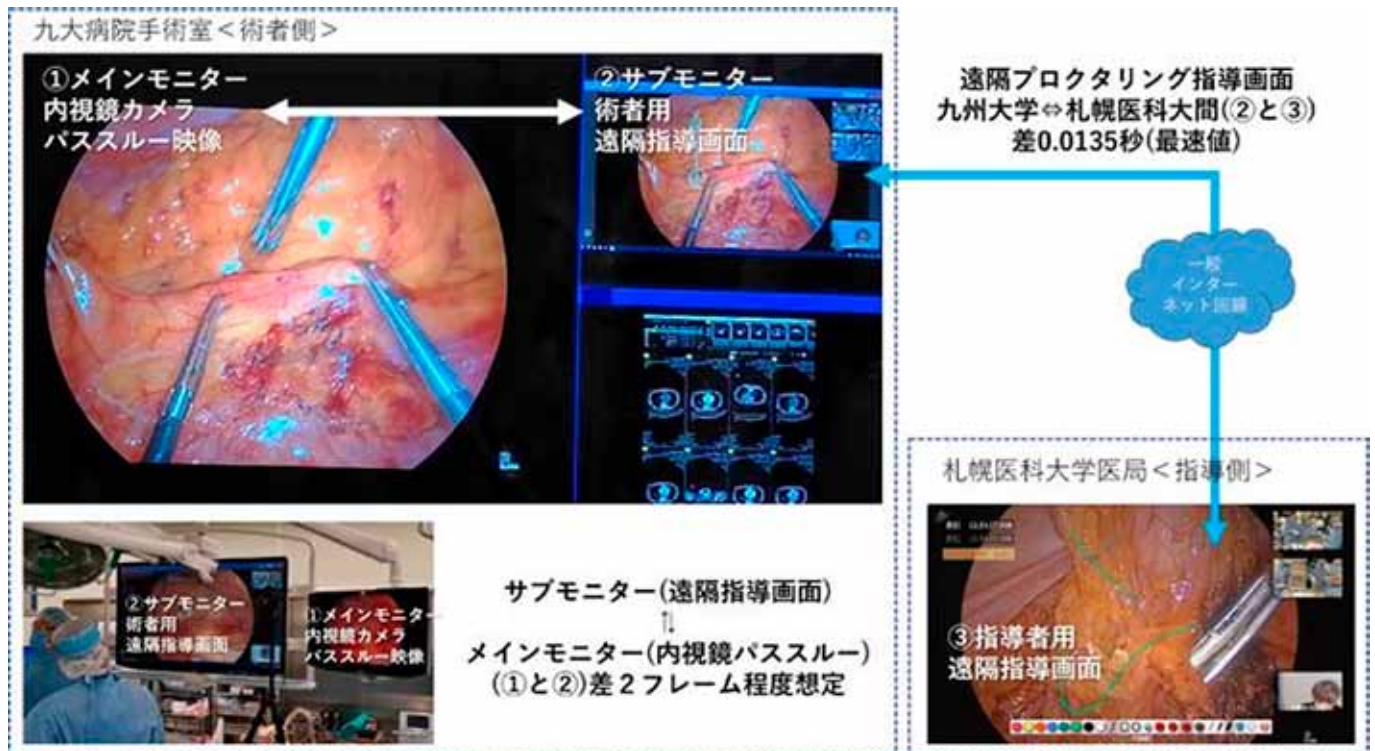 九大病院手術室＜術者側＞
①メインモニター
内視鏡カメラ
パススルー映像
②サブモニター
術者用
遠隔指導画面
遠隔プロクタリング指導画面
九州大学⇔札幌医科大間(②と③)
差0.0135秒(最速値)
一般
インター
ネット回線
②サブモニター
術者用
遠隔指導画面
①メインモニター
内視鏡カメラ
パススルー映像
サブモニター(遠隔指導画面)
⇅
メインモニター(内視鏡パススルー)
(①と②)差２フレーム程度想定
札幌医科大学医局＜指導側＞
③指導者用
遠隔指導画面